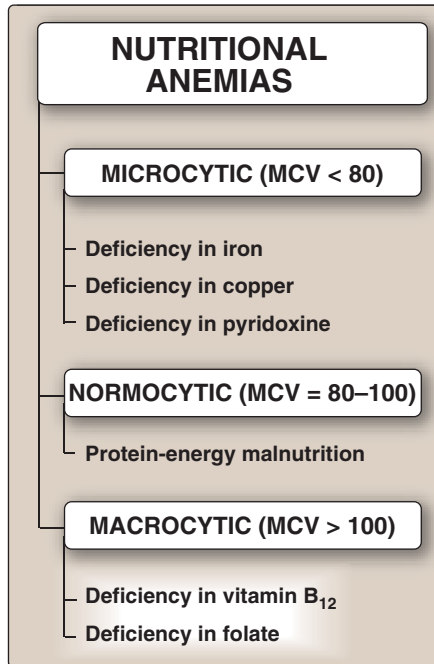 NUTRITIONAL
ANEMIAS
MICROCYTIC (MCV < 80)
Deficiency in iron
Deficiency in copper
Deficiency in pyridoxine
NORMOCYTIC (MCV = 80–100)
Protein-energy malnutrition
MACROCYTIC (MCV > 100)
Deficiency in vitamin B₁₂
Deficiency in folate